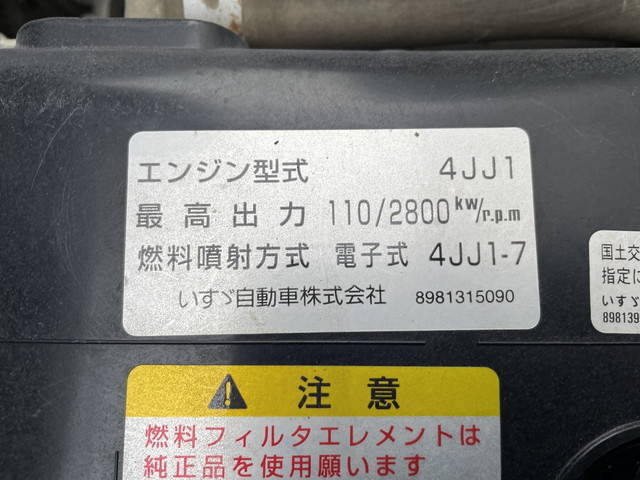 エンジン型式 4JJ1
最高出力 110/2800kw/r.p.m
燃料噴射方式 電子式 4JJ1-7
いすゞ自動車株式会社 8981315090
国土交
指定に
いすゞ
898139
⚠ 注意
燃料フィルタエレメントは
純正品を使用願います